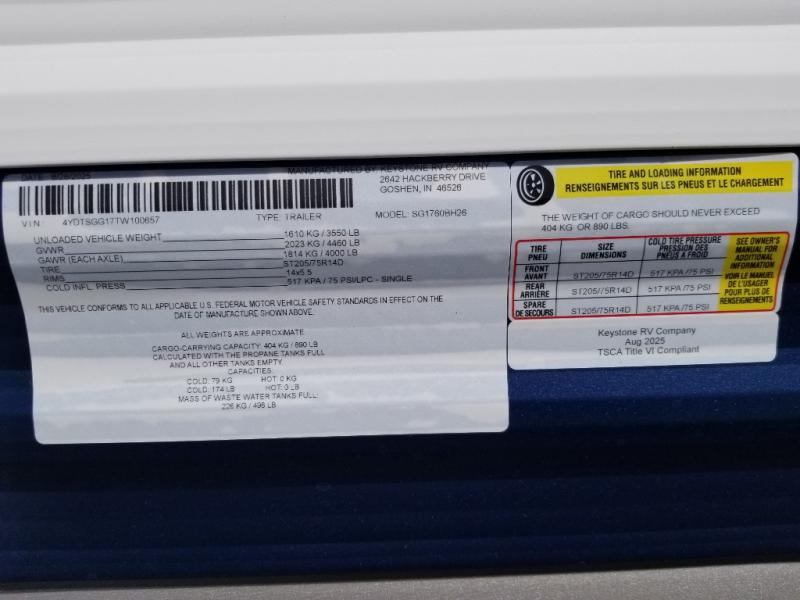 DATE: 8/26/2025
MANUFACTURED BY: KEYSTONE RV COMPANY
2642 HACKBERRY DRIVE
GOSHEN, IN 46526
VIN: 4YDTSGG17TW100657 TYPE: TRAILER MODEL: SG1760BH26
UNLOADED VEHICLE WEIGHT 1610 KG / 3550 LB
GVWR 2023 KG / 4460 LB
GAWR (EACH AXLE) 1814 KG / 4000 LB
TIRE ST205/75R14D
RIMS 14x5.5
COLD INFL. PRESS 517 KPA / 75 PSI/LPC - SINGLE
THIS VEHICLE CONFORMS TO ALL APPLICABLE U.S. FEDERAL MOTOR VEHICLE SAFETY STANDARDS IN EFFECT ON THE
DATE OF MANUFACTURE SHOWN ABOVE.
ALL WEIGHTS ARE APPROXIMATE
CARGO-CARRYING CAPACITY: 404 KG / 890 LB
CALCULATED WITH THE PROPANE TANKS FULL
AND ALL OTHER TANKS EMPTY.
CAPACITIES:
COLD: 79 KG HOT: 0 KG
COLD: 174 LB HOT: 0 LB
MASS OF WASTE WATER TANKS FULL:
226 KG / 498 LB
TIRE AND LOADING INFORMATION
RENSEIGNEMENTS SUR LES PNEUS ET LE CHARGEMENT
THE WEIGHT OF CARGO SHOULD NEVER EXCEED
404 KG OR 890 LBS.
TIRE
PNEU
SIZE
DIMENSIONS
COLD TIRE PRESSURE
PRESSION DES
PNEUS A FROID
FRONT
AVANT
ST205/75R14D 517 KPA /75 PSI
REAR
ARRIÈRE
ST205//75R14D 517 KPA /75 PSI
SPARE
DE SECOURS
ST205/75R14D 517 KPA /75 PSI
SEE OWNER'S
MANUAL FOR
ADDITIONAL
INFORMATION
VOIR LE MANUEL
DE L'USAGER
POUR PLUS DE
RENSEIGNEMENTS.
Keystone RV Company
Aug 2025
TSCA Title VI Compliant